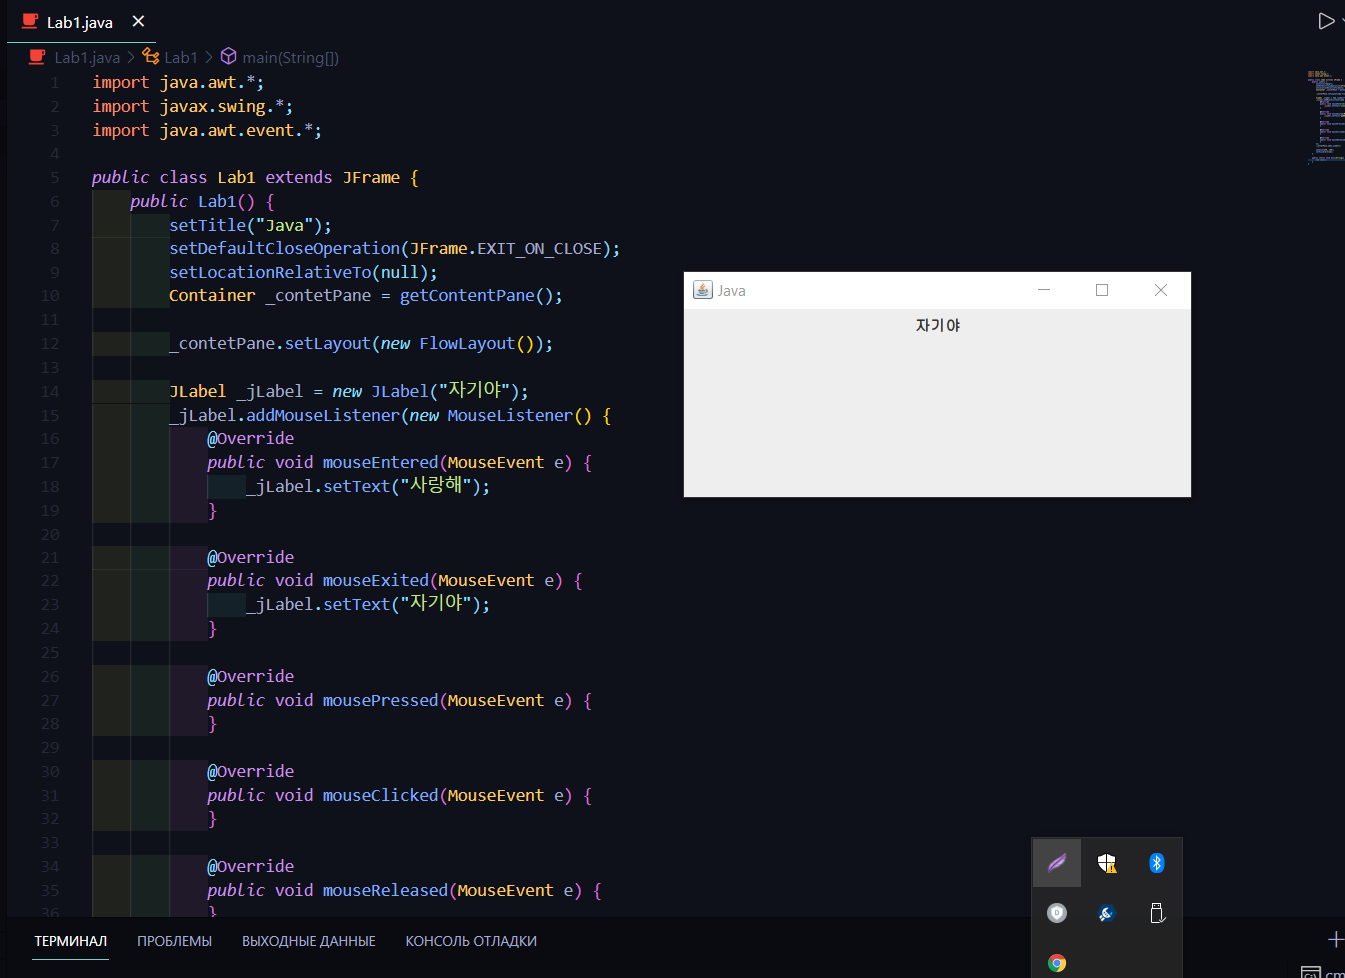 Lab1.java
Lab1.java > Lab1 > main(String[])
1 import java.awt.*;
2 import javax.swing.*;
3 import java.awt.event.*;
4
5 public class Lab1 extends JFrame {
6 public Lab1() {
7 setTitle("Java");
8 setDefaultCloseOperation(JFrame.EXIT_ON_CLOSE);
9 setLocationRelativeTo(null);
10 Container _contetPane = getContentPane();
11
12 _contetPane.setLayout(new FlowLayout());
13
14 JLabel _jLabel = new JLabel("자기야");
15 _jLabel.addMouseListener(new MouseListener() {
16 @Override
17 public void mouseEntered(MouseEvent e) {
18 _jLabel.setText("사랑해");
19 }
20
21 @Override
22 public void mouseExited(MouseEvent e) {
23 _jLabel.setText("자기야");
24 }
25
26 @Override
27 public void mousePressed(MouseEvent e) {
28 }
29
30 @Override
31 public void mouseClicked(MouseEvent e) {
32 }
33
34 @Override
35 public void mouseReleased(MouseEvent e) {
36 }
Java
자기야
ТЕРМИНАЛ ПРОБЛЕМЫ ВЫХОДНЫЕ ДАННЫЕ КОНСОЛЬ ОТЛАДКИ